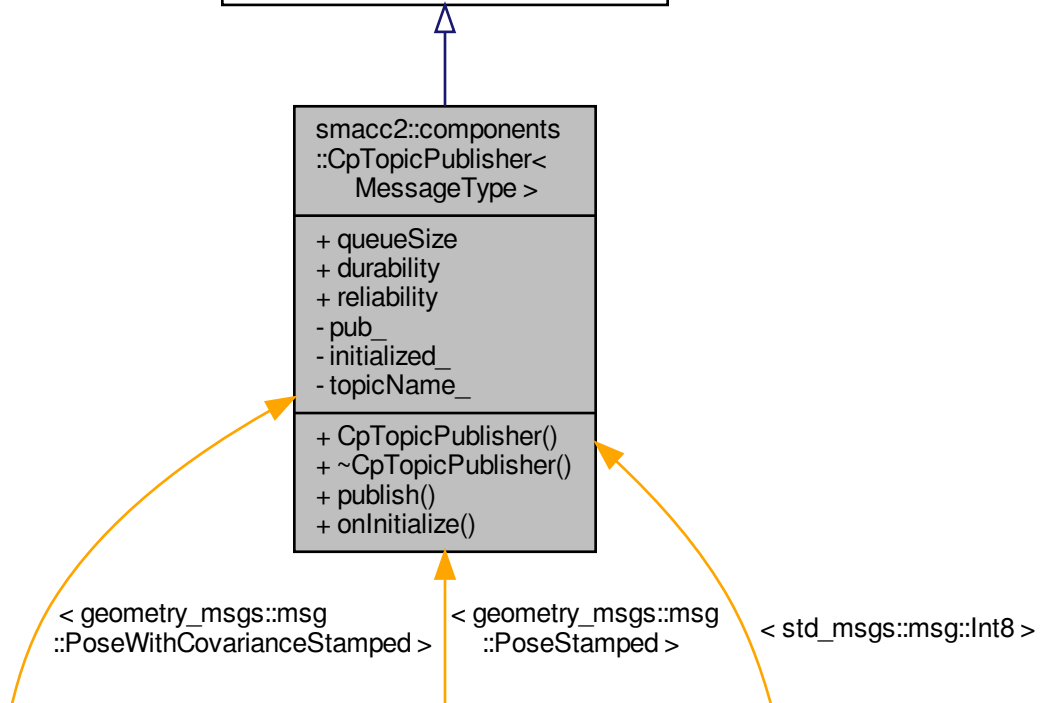 smacc2::components
::CpTopicPublisher<
MessageType >
+ queueSize
+ durability
+ reliability
- pub_
- initialized_
- topicName_
+ CpTopicPublisher()
+ ~CpTopicPublisher()
+ publish()
+ onInitialize()
< geometry_msgs::msg
::PoseWithCovarianceStamped >
< geometry_msgs::msg
::PoseStamped >
< std_msgs::msg::Int8 >